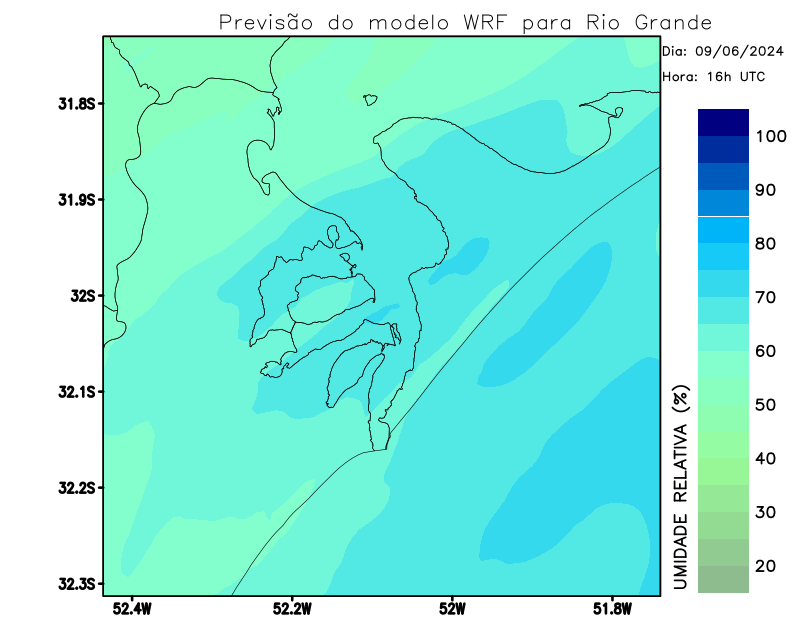 Previsão do modelo WRF para Rio Grande
Dia: 09/06/2024
Hora: 16h UTC
31.8S
31.9S
32S
32.1S
32.2S
32.3S
52.4W
52.2W
52W
51.8W
100
90
80
70
60
50
40
30
20
UMIDADE RELATIVA (%)